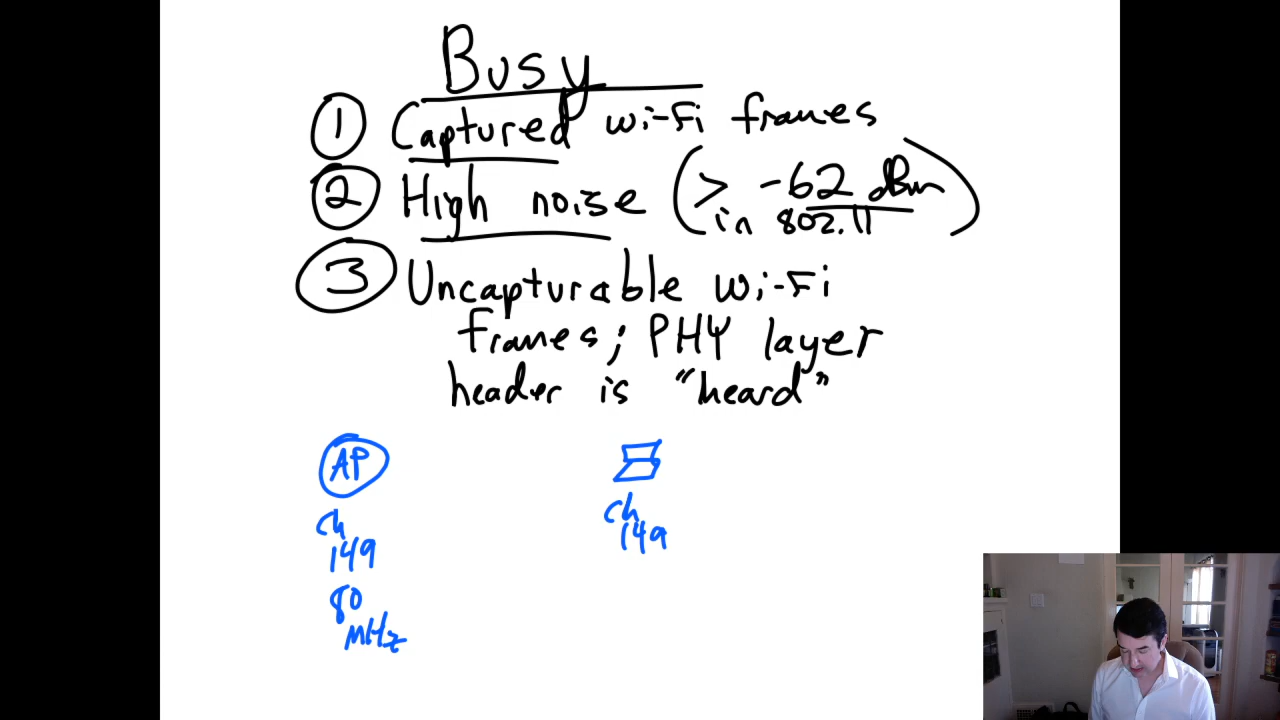 Busy
1 Captured Wi-Fi frames
2 High noise (> -62 dBm
in 802.11)
3 Uncapturable Wi-Fi
frames; PHY layer
header is "heard"
AP
ch
149
80
MHz
ch
149